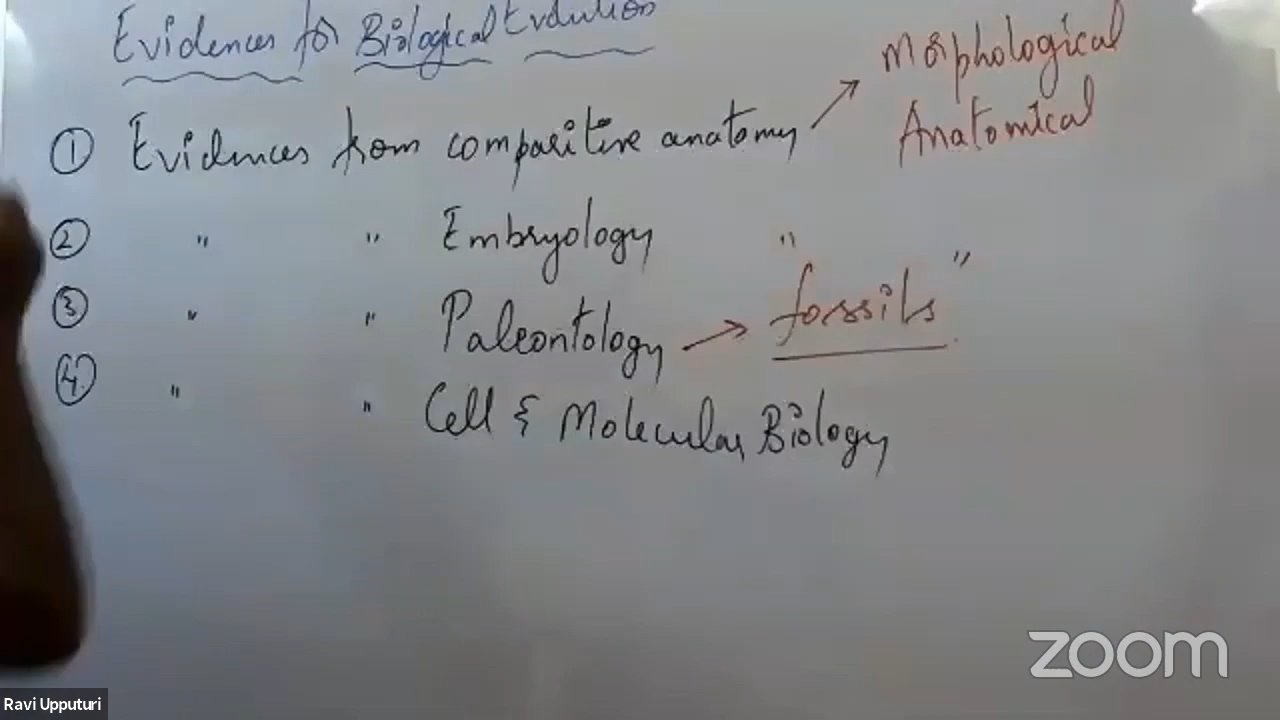 Evidences for Biological Evolution
① Evidences from comparitive anatomy → Morphological
Anatomical
② " " Embryology "
③ " " Paleontology → fossils "
④ " " Cell & Molecular Biology
zoom
Ravi Upputuri